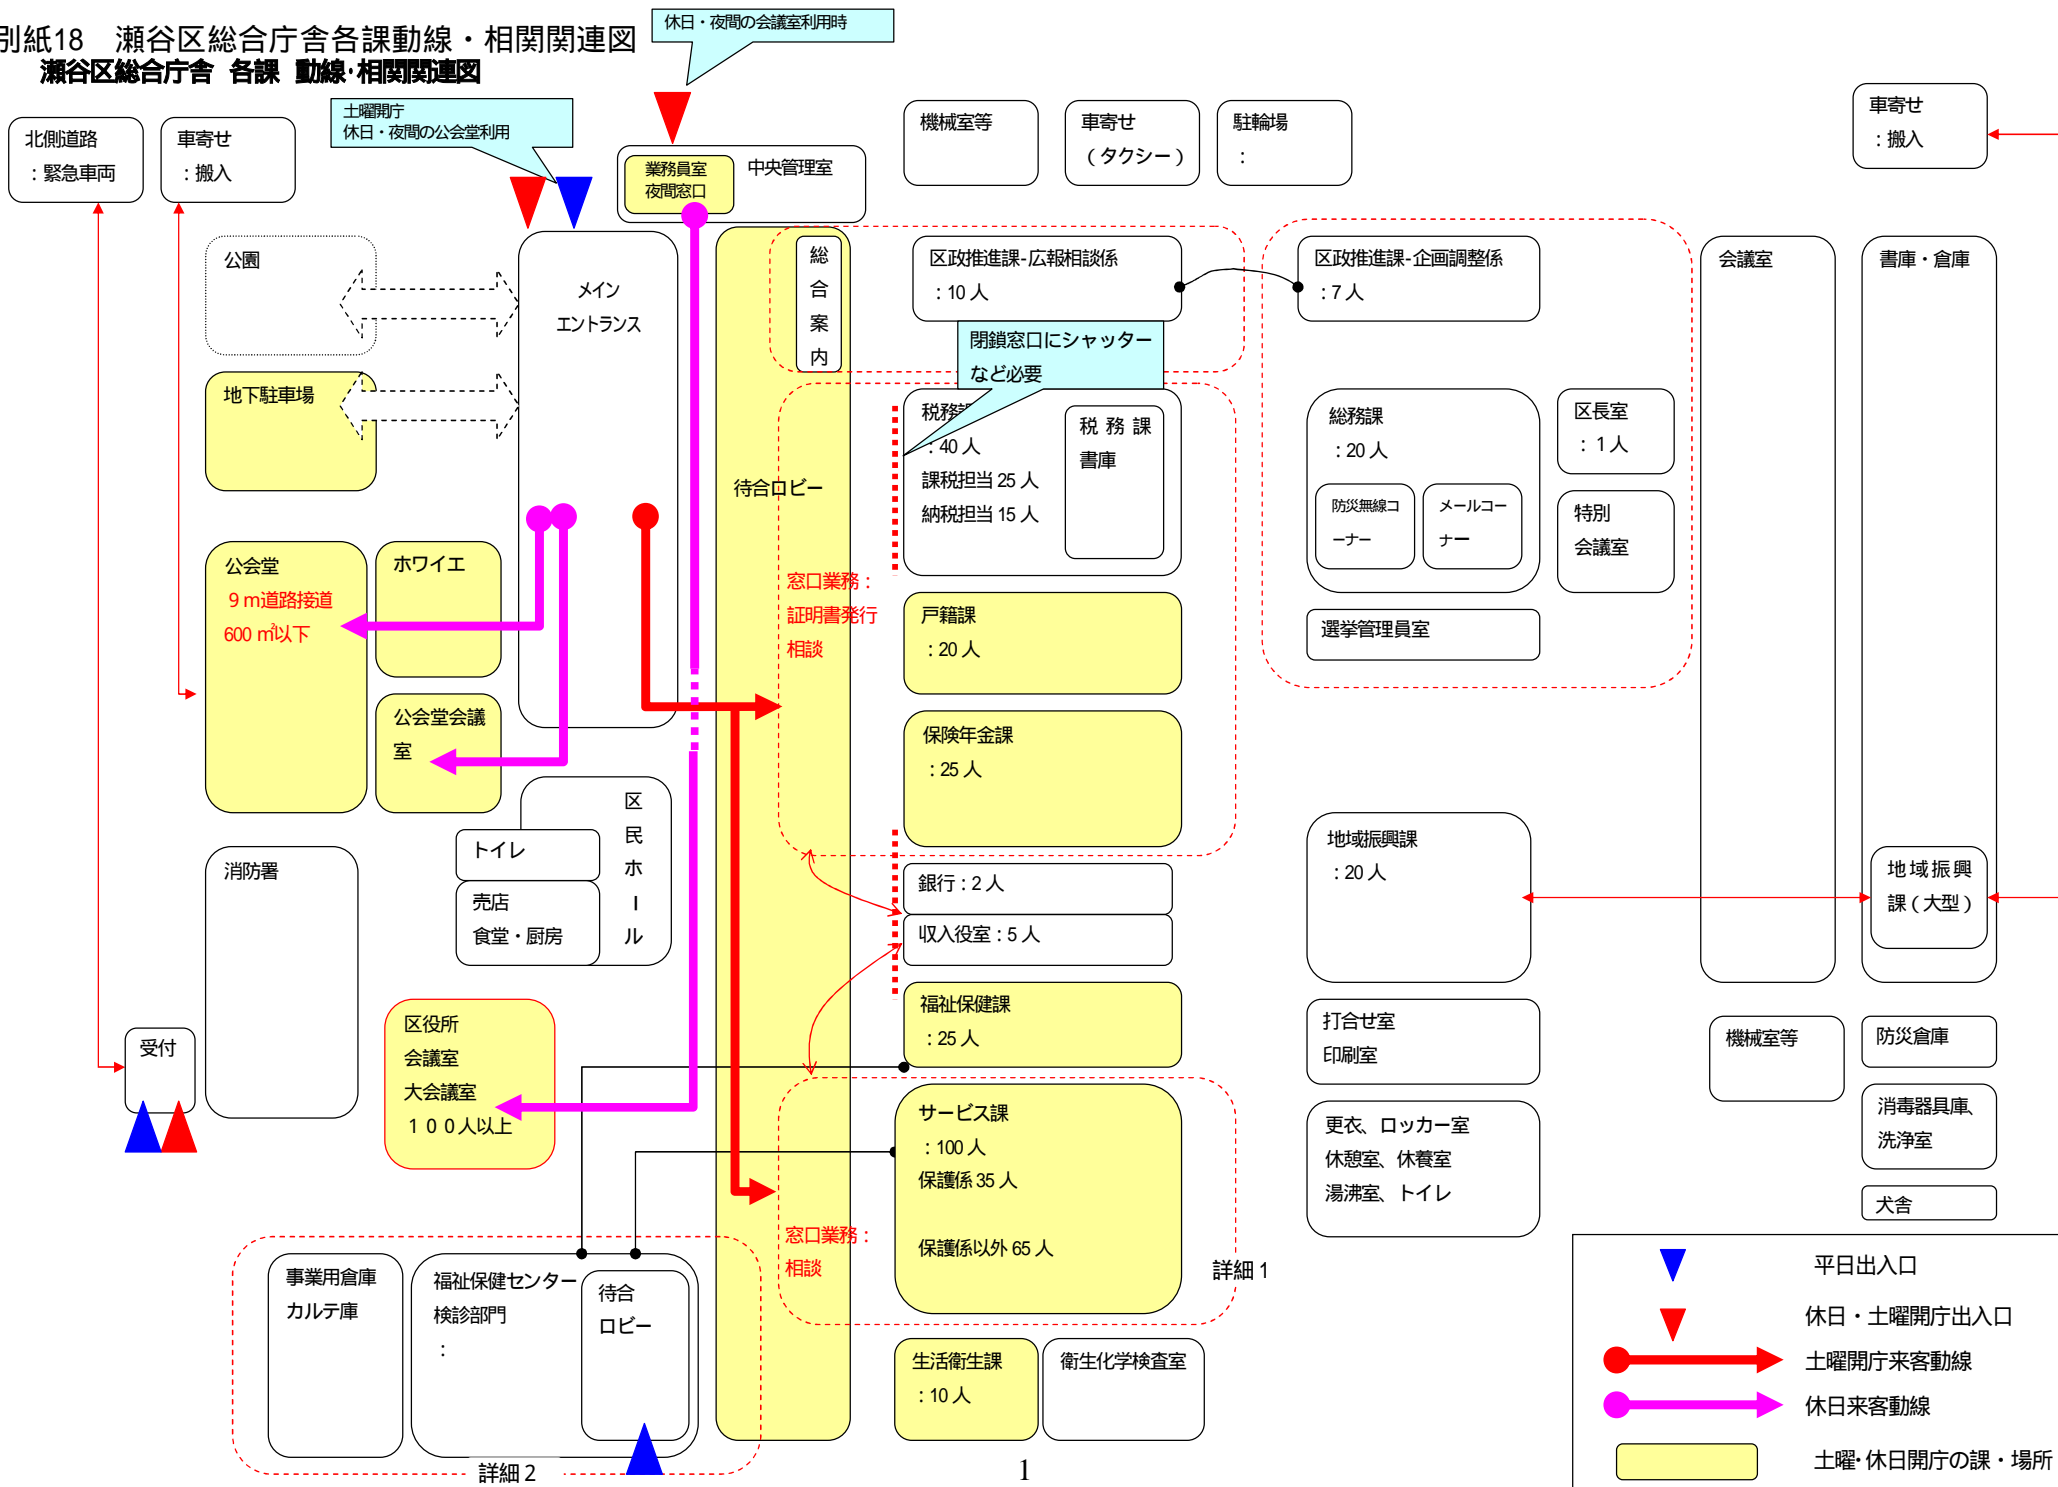 別紙18　瀬谷区総合庁舎各課動線・相関関連図
瀬谷区総合庁舎 各課 動線・相関関連図
休日・夜間の会議室利用時
土曜開庁
休日・夜間の公会堂利用
北側道路
：緊急車両
車寄せ
：搬入
業務員室
夜間窓口
中央管理室
機械室等
車寄せ
（タクシー）
駐輪場
：
車寄せ
：搬入
公園
メイン
エントランス
地下駐車場
総
合
案
内
区政推進課-広報相談係
：10人
区政推進課-企画調整係
：7人
会議室
書庫・倉庫
閉鎖窓口にシャッター
など必要
待合ロビー
税務課
：40人
課税担当25人
納税担当15人
税務課
書庫
総務課
：20人
防災無線コ
ーナー
メールコー
ナー
区長室
：1人
特別
会議室
選挙管理員室
公会堂
9m道路接道
600㎡以下
ホワイエ
公会堂会議
室
窓口業務：
証明書発行
相談
戸籍課
：20人
保険年金課
：25人
区
民
ホ
ー
ル
トイレ
売店
食堂・厨房
消防署
銀行：2人
収入役室：5人
地域振興課
：20人
地域振興
課（大型）
受付
区役所
会議室
大会議室
１００人以上
福祉保健課
：25人
打合せ室
印刷室
機械室等
防災倉庫
サービス課
：100人
保護係35人
保護係以外65人
更衣、ロッカー室
休憩室、休養室
湯沸室、トイレ
消毒器具庫、
洗浄室
犬舎
窓口業務：
相談
詳細1
事業用倉庫
カルテ庫
福祉保健センター
検診部門
：
待合
ロビー
詳細2
生活衛生課
：10人
衛生化学検査室
平日出入口
休日・土曜開庁出入口
土曜開庁来客動線
休日来客動線
土曜・休日開庁の課・場所
1